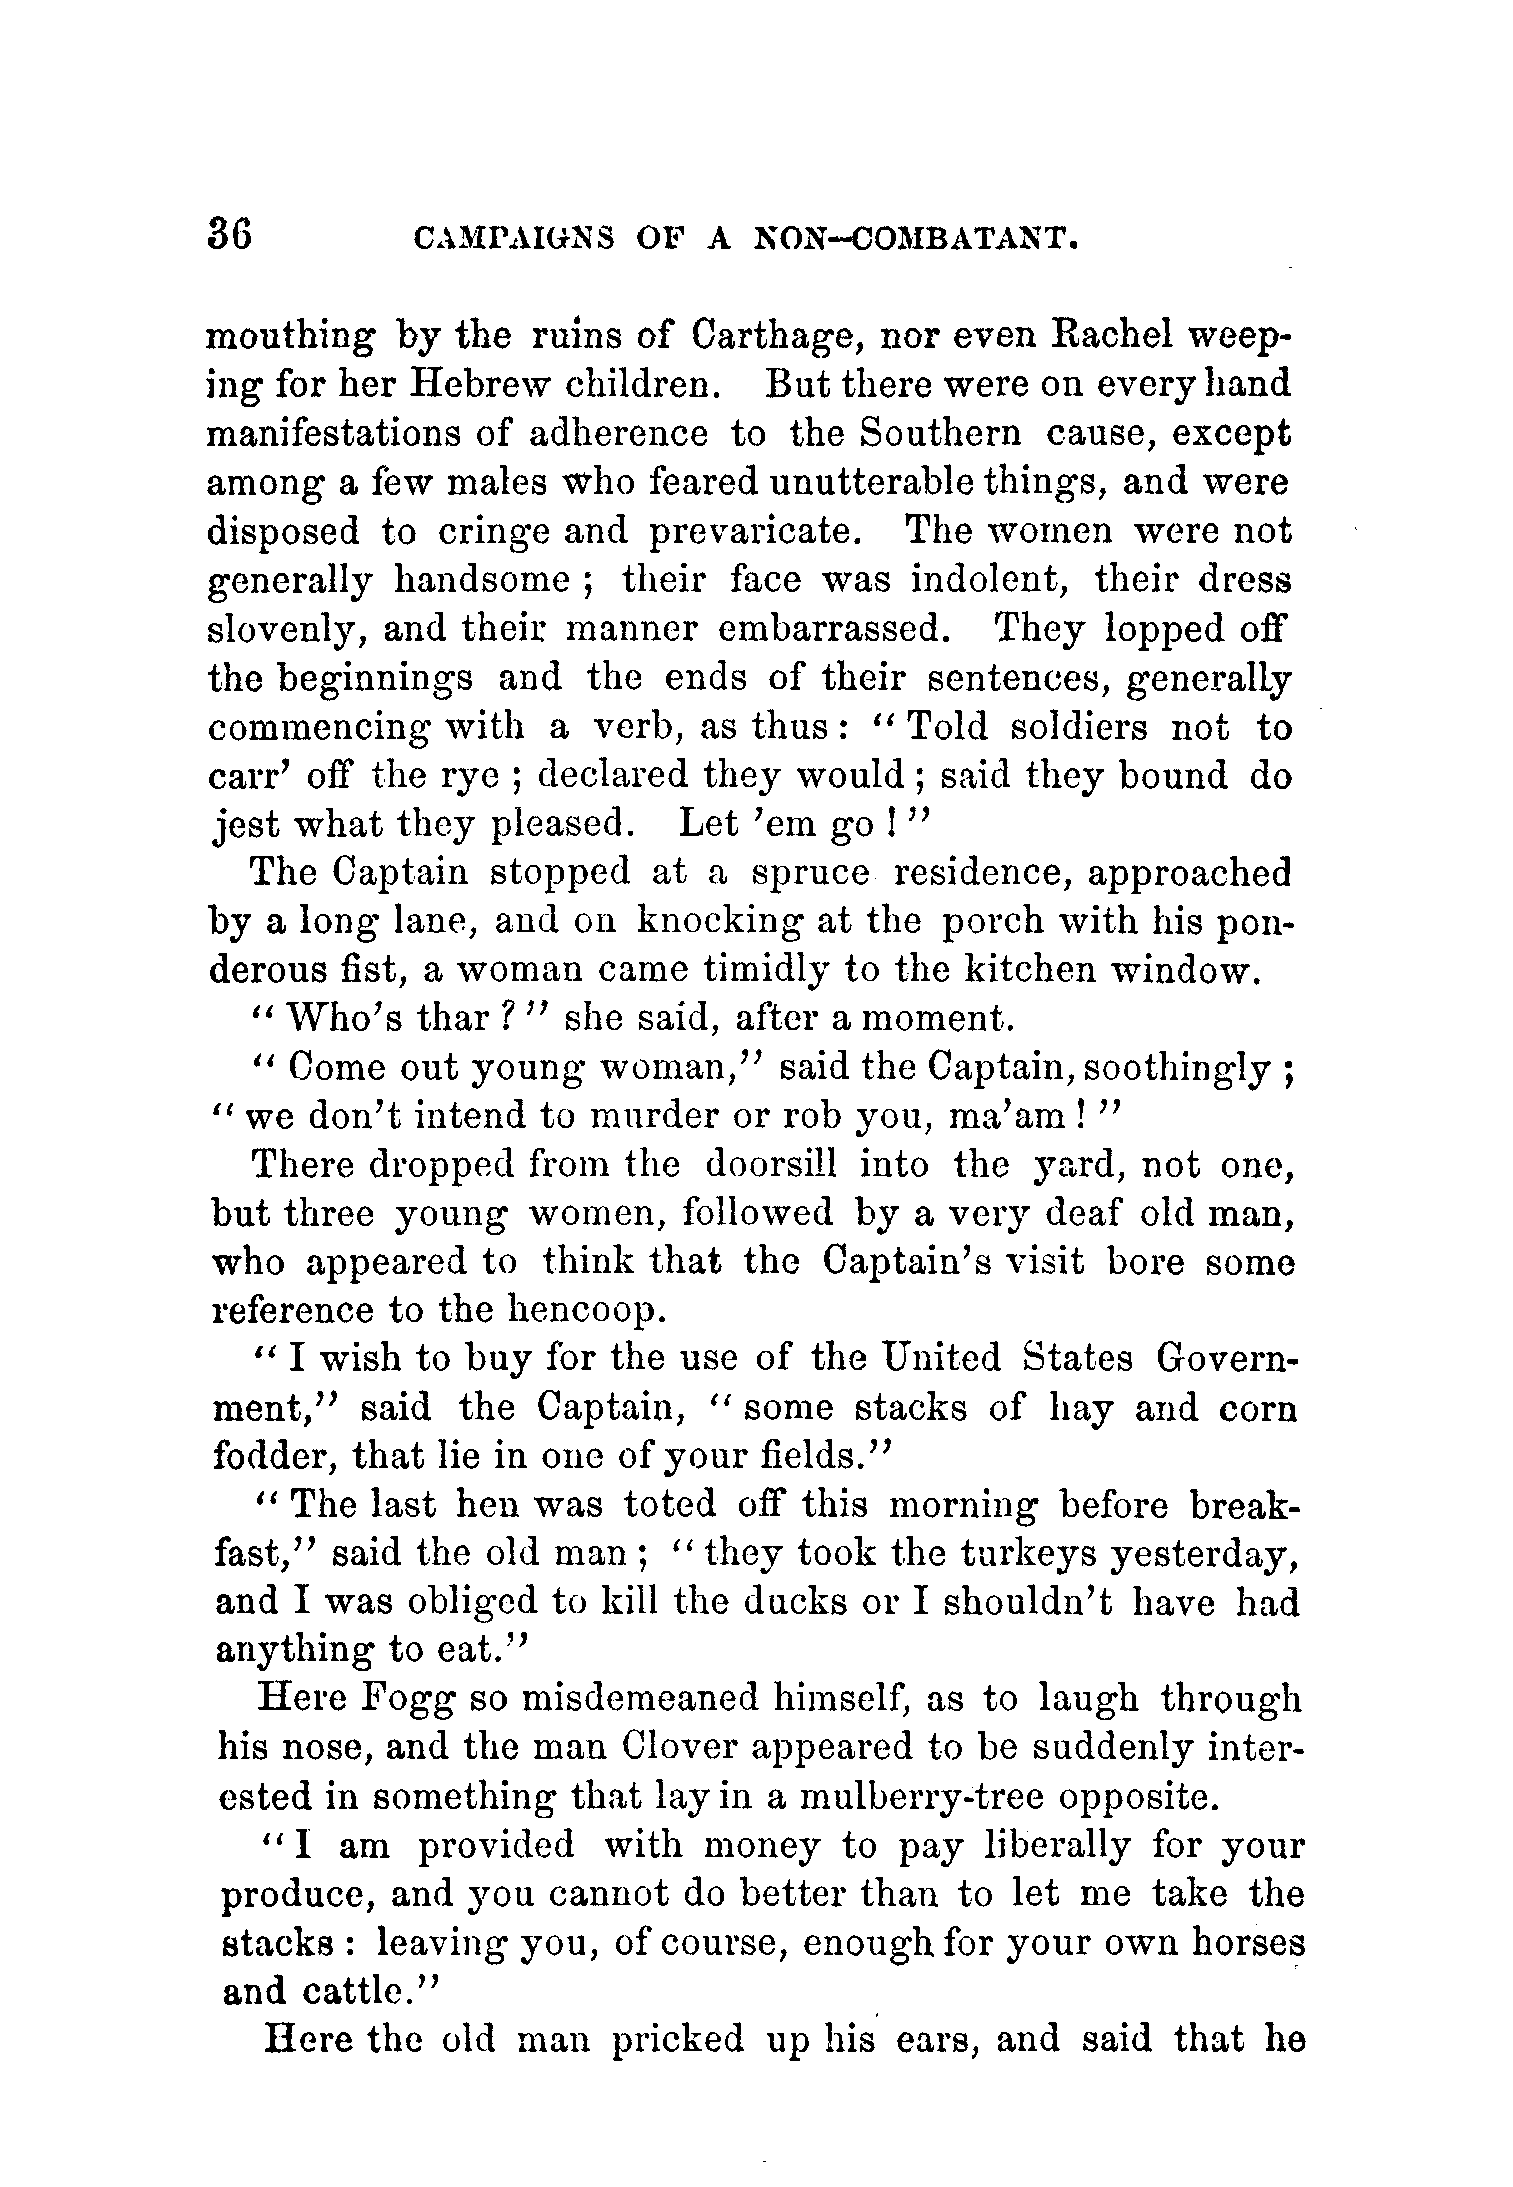 36 CAMPAIGNS OF A NON-COMBATANT.
mouthing by the ruins of Carthage, nor even Rachel weep-
ing for her Hebrew children. But there were on every hand
manifestations of adherence to the Southern cause, except
among a few males who feared unutterable things, and were
disposed to cringe and prevaricate. The women were not
generally handsome ; their face was indolent, their dress
slovenly, and their manner embarrassed. They lopped off
the beginnings and the ends of their sentences, generally
commencing with a verb, as thus : “ Told soldiers not to
carr’ off the rye ; declared they would ; said they bound do
jest what they pleased. Let ’em go ! ”
The Captain stopped at a spruce residence, approached
by a long lane, and on knocking at the porch with his pon-
derous fist, a woman came timidly to the kitchen window.
“ Who’s thar ? ” she said, after a moment.
“ Come out young woman,” said the Captain, soothingly ;
“ we don’t intend to murder or rob you, ma’am ! ”
There dropped from the doorsill into the yard, not one,
but three young women, followed by a very deaf old man,
who appeared to think that the Captain’s visit bore some
reference to the hencoop.
“ I wish to buy for the use of the United States Govern-
ment,” said the Captain, “ some stacks of hay and corn
fodder, that lie in one of your fields.”
“ The last hen was toted off this morning before break-
fast,” said the old man ; “ they took the turkeys yesterday,
and I was obliged to kill the ducks or I shouldn’t have had
anything to eat.”
Here Fogg so misdemeaned himself, as to laugh through
his nose, and the man Clover appeared to be suddenly inter-
ested in something that lay in a mulberry-tree opposite.
“ I am provided with money to pay liberally for your
produce, and you cannot do better than to let me take the
stacks : leaving you, of course, enough for your own horses
and cattle.”
Here the old man pricked up his ears, and said that he